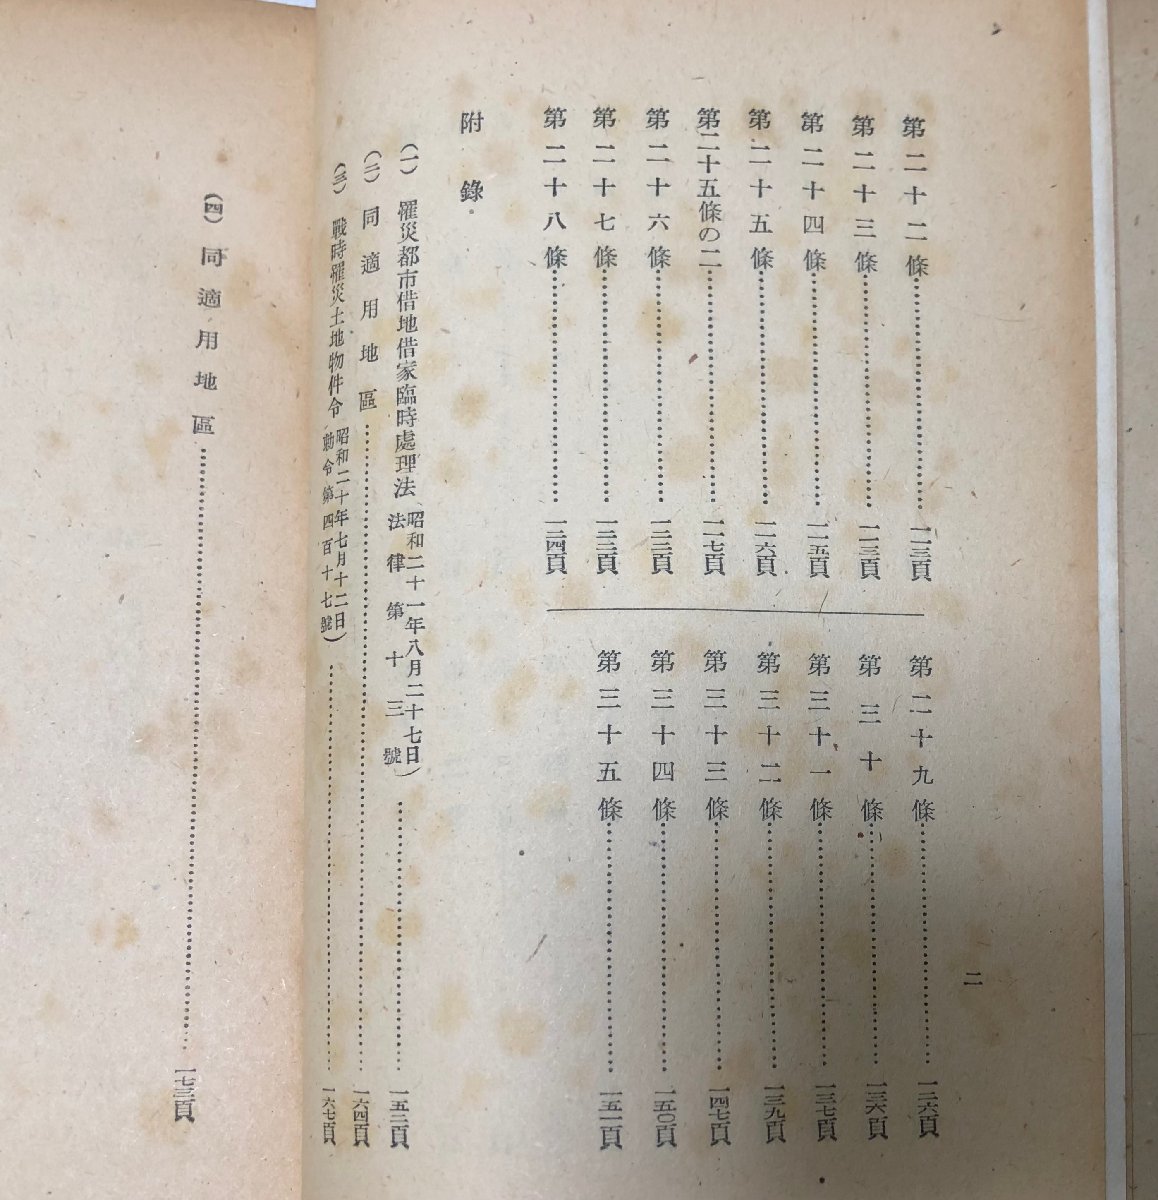 二
第二十二條……一一三頁
第二十三條……一一三頁
第二十四條……一一五頁
第二十五條……一一六頁
第二十五條の二……一一七頁
第二十六條……一二二頁
第二十七條……一二三頁
第二十八條……一二四頁
第二十九條……一二六頁
第三十條……一三六頁
第三十一條……一三七頁
第三十二條……一三九頁
第三十三條……一四七頁
第三十四條……一五〇頁
第三十五條……一五一頁
附錄
(一) 罹災都市借地借家臨時處理法(昭和二十一年八月二十七日法律第十三號)……一五二頁
(二) 同適用地區……一六四頁
(三) 戰時罹災土地物件令(昭和二十年七月十二日勅令第四百十七號)……一六七頁
(四) 同適用地區……一七三頁